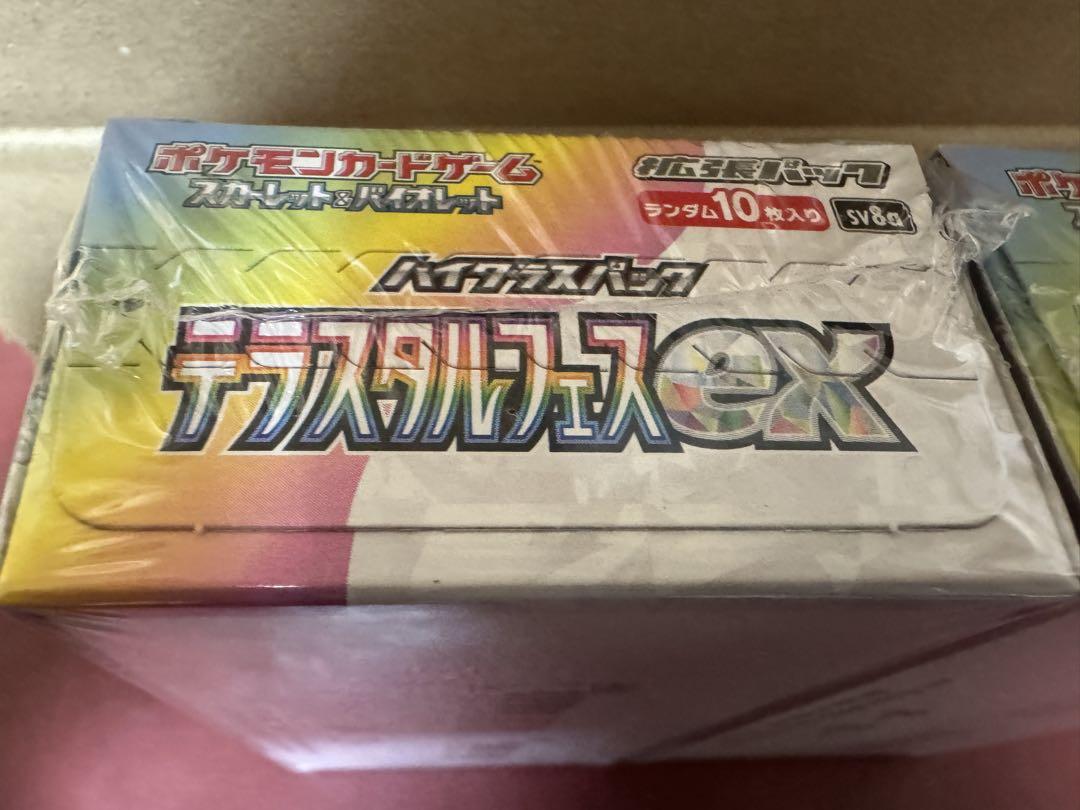 ポケモンカードゲーム
スカーレット&バイオレット
拡張パック
ランダム10枚入り
sv8a
ハイクラスパック
テラスタルフェスex
ポケ